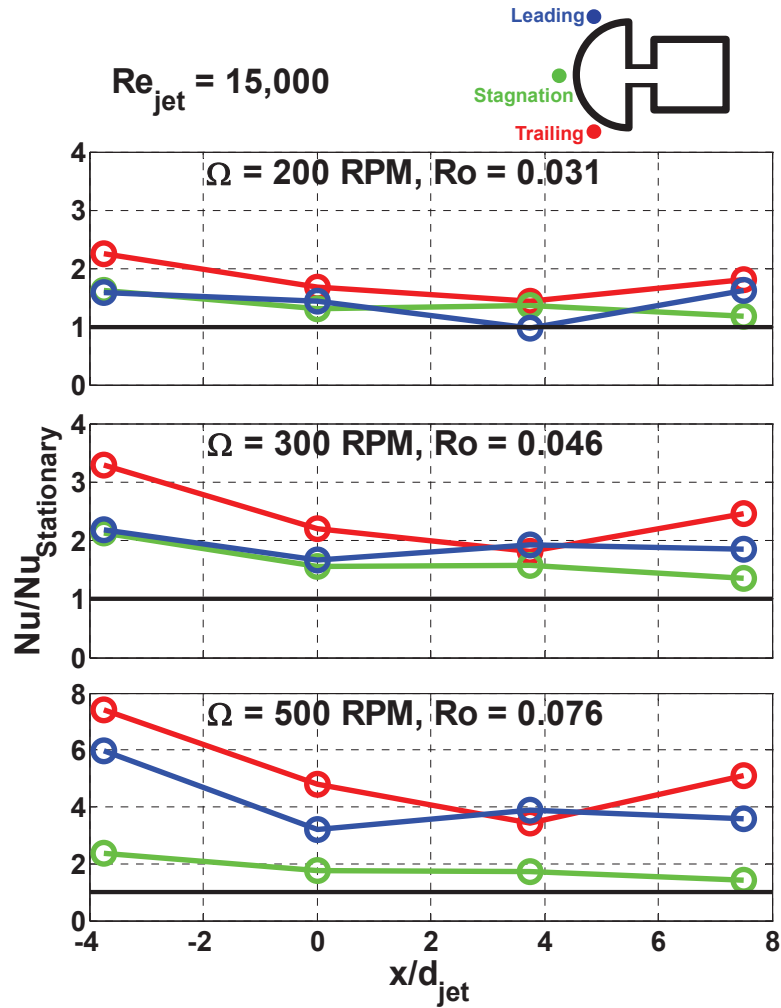 Leading
Re_jet = 15,000
Stagnation
Trailing
4
Ω = 200 RPM, Ro = 0.031
3
2
1
0
4
Ω = 300 RPM, Ro = 0.046
3
2
1
0
Nu/Nu_Stationary
8
Ω = 500 RPM, Ro = 0.076
6
4
2
0
-4 -2 0 2 4 6 8
x/d_jet